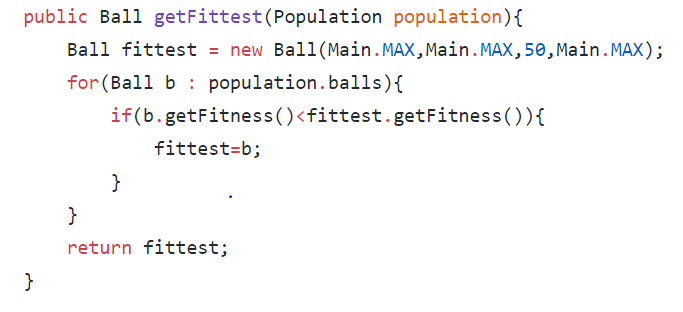 public Ball getFittest(Population population){
    Ball fittest = new Ball(Main.MAX,Main.MAX,50,Main.MAX);
    for(Ball b : population.balls){
        if(b.getFitness()<fittest.getFitness()){
            fittest=b;
        }
    }
    return fittest;
}